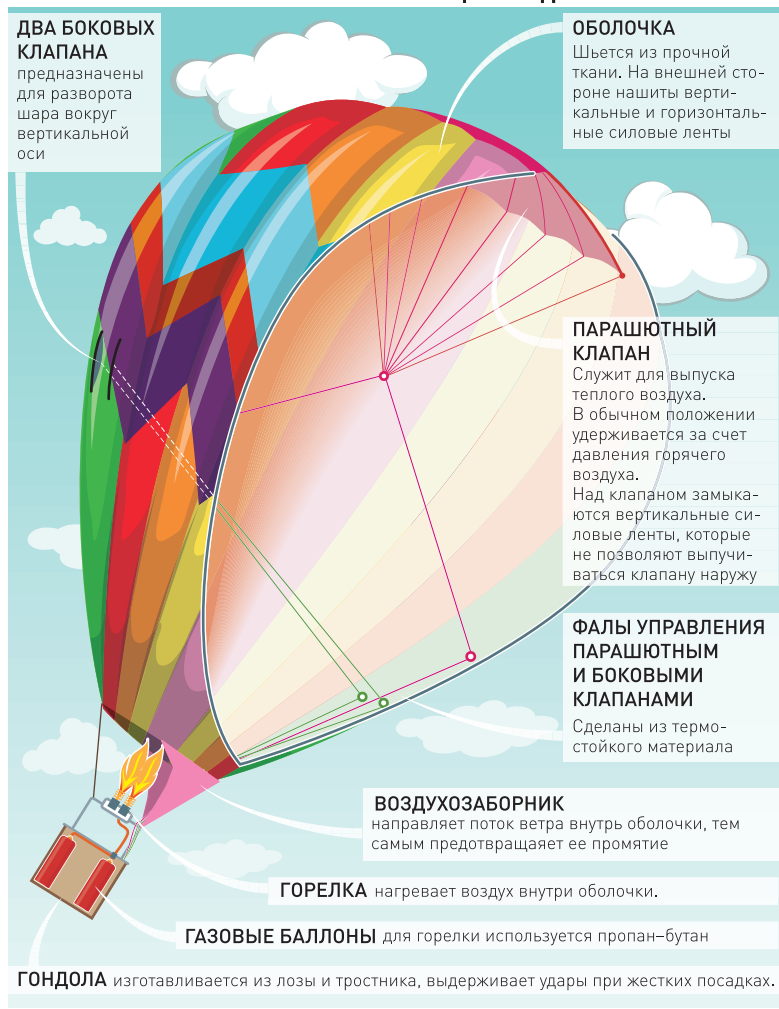 ДВА БОКОВЫХ
КЛАПАНА
предназначены
для разворота
шара вокруг
вертикальной
оси
ОБОЛОЧКА
Шьется из прочной
ткани. На внешней сто-
роне нашиты верти-
кальные и горизонталь-
ные силовые ленты
ПАРАШЮТНЫЙ
КЛАПАН
Служит для выпуска
теплого воздуха.
В обычном положении
удерживается за счет
давления горячего
воздуха.
Над клапаном замыка-
ются вертикальные си-
ловые ленты, которые
не позволяют выпучи-
ваться клапану наружу
ФАЛЫ УПРАВЛЕНИЯ
ПАРАШЮТНЫМ
И БОКОВЫМИ
КЛАПАНАМИ
Сделаны из термо-
стойкого материала
ВОЗДУХОЗАБОРНИК
направляет поток ветра внутрь оболочки, тем
самым предотвращаяет ее промятие
ГОРЕЛКА нагревает воздух внутри оболочки.
ГАЗОВЫЕ БАЛЛОНЫ для горелки используется пропан–бутан
ГОНДОЛА изготавливается из лозы и тростника, выдерживает удары при жестких посадках.